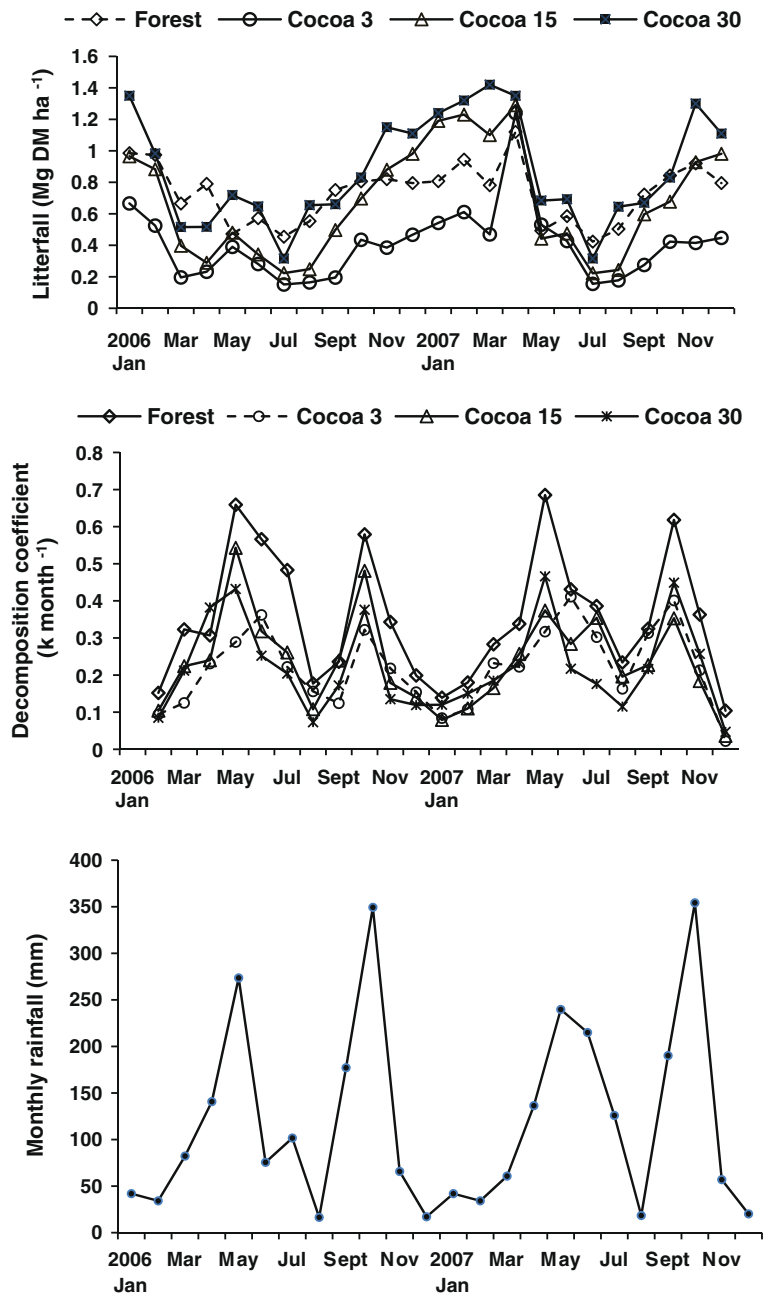 Forest Cocoa 3 Cocoa 15 Cocoa 30
Litterfall (Mg DM ha -1)
1.6
1.4
1.2
1
0.8
0.6
0.4
0.2
0
2006 Mar May Jul Sept Nov 2007 Mar May Jul Sept Nov
Jan Jan
Forest Cocoa 3 Cocoa 15 Cocoa 30
Decomposition coefficient
(k month -1)
0.8
0.7
0.6
0.5
0.4
0.3
0.2
0.1
0
2006 Mar May Jul Sept Nov 2007 Mar May Jul Sept Nov
Jan Jan
Monthly rainfall (mm)
400
350
300
250
200
150
100
50
0
2006 Mar May Jul Sept Nov 2007 Mar May Jul Sept Nov
Jan Jan